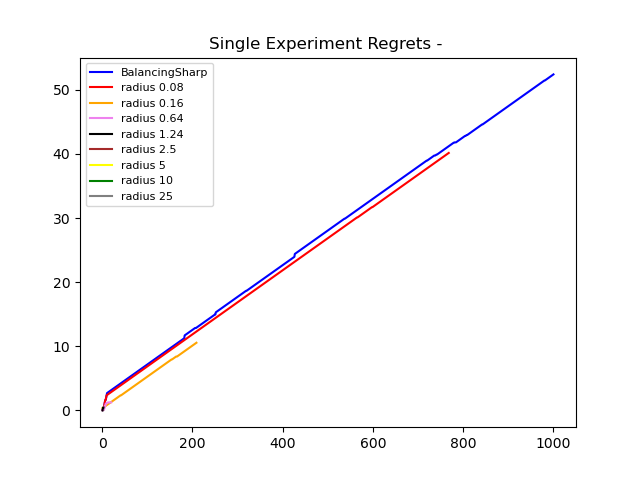 Single Experiment Regrets -
BalancingSharp
radius 0.08
radius 0.16
radius 0.64
radius 1.24
radius 2.5
radius 5
radius 10
radius 25
50
40
30
20
10
0
0 200 400 600 800 1000